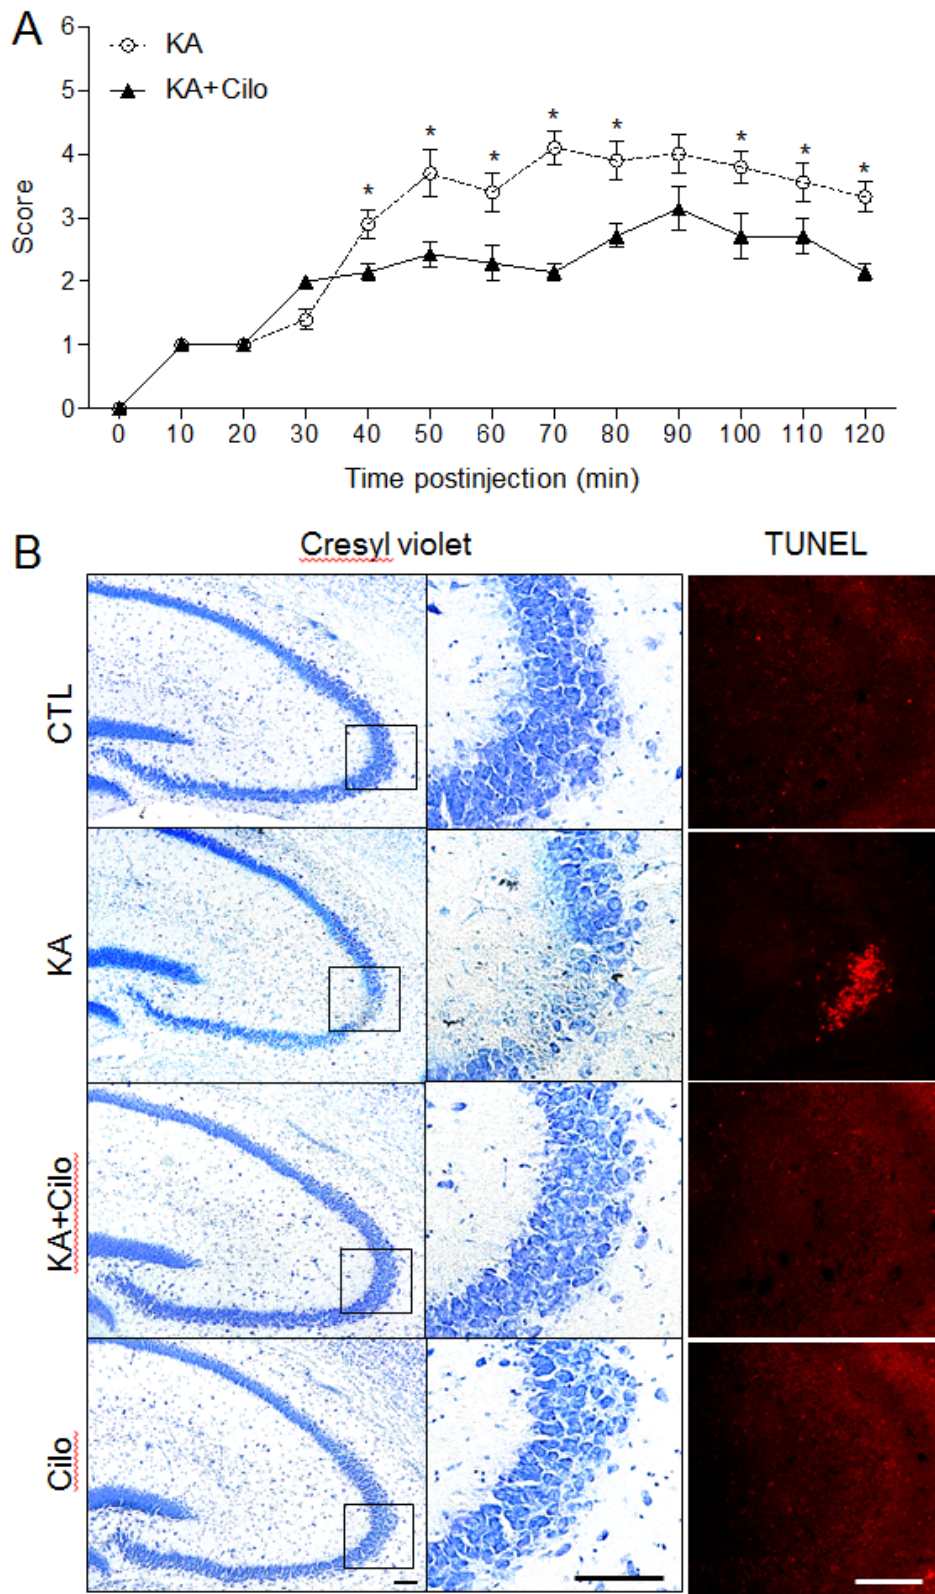 A
6
5
4
3
2
1
0
Score
KA
KA+Cilo
* * * * * * * *
0 10 20 30 40 50 60 70 80 90 100 110 120
Time postinjection (min)
B
Cresyl violet
TUNEL
CTL
KA
KA+Cilo
Cilo